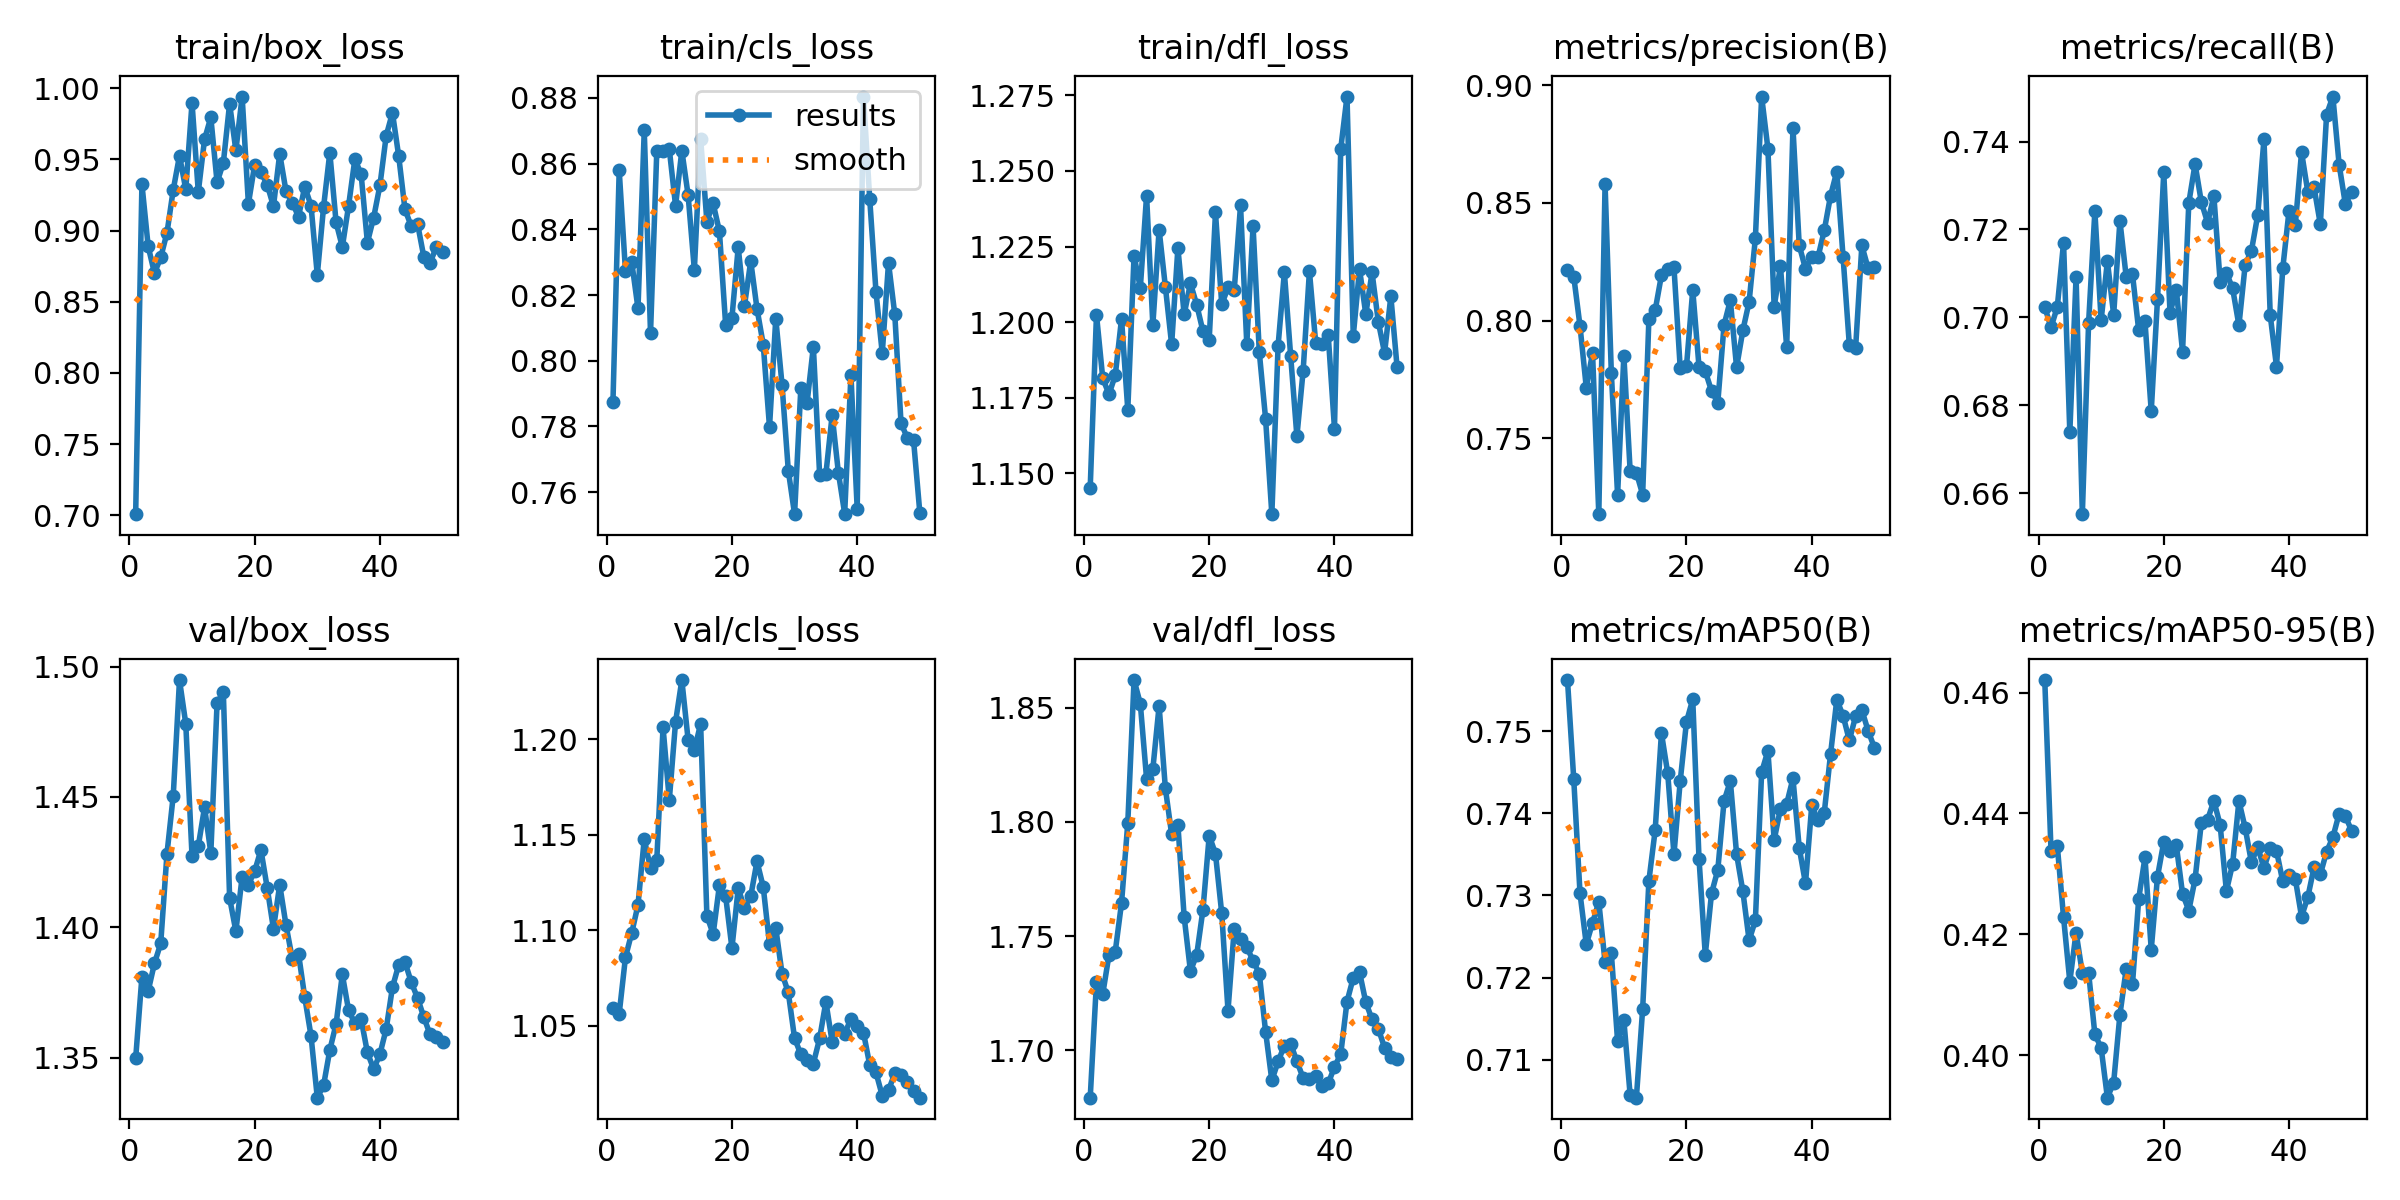 train/box_loss
1.00
0.95
0.90
0.85
0.80
0.75
0.70
0 20 40
train/cls_loss
results
smooth
0.88
0.86
0.84
0.82
0.80
0.78
0.76
0 20 40
train/dfl_loss
1.275
1.250
1.225
1.200
1.175
1.150
0 20 40
metrics/precision(B)
0.90
0.85
0.80
0.75
0 20 40
metrics/recall(B)
0.74
0.72
0.70
0.68
0.66
0 20 40
val/box_loss
1.50
1.45
1.40
1.35
0 20 40
val/cls_loss
1.20
1.15
1.10
1.05
0 20 40
val/dfl_loss
1.85
1.80
1.75
1.70
0 20 40
metrics/mAP50(B)
0.75
0.74
0.73
0.72
0.71
0 20 40
metrics/mAP50-95(B)
0.46
0.44
0.42
0.40
0 20 40